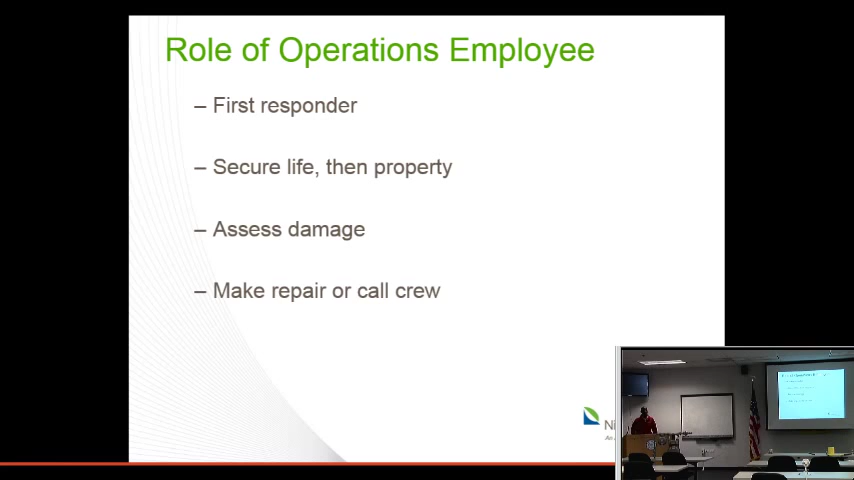 Role of Operations Employee
– First responder
– Secure life, then property
– Assess damage
– Make repair or call crew